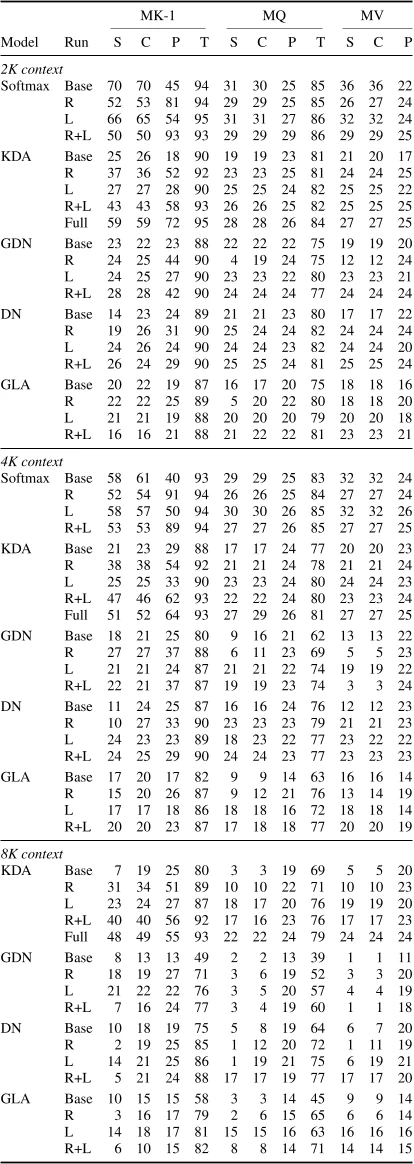 MK-1 MQ MV
Model Run S C P T S C P T S C P
2K context
Softmax Base 70 70 45 94 31 30 25 85 36 36 22
R 52 53 81 94 29 29 25 85 26 27 24
L 66 65 54 95 31 31 27 86 32 32 24
R+L 50 50 93 93 29 29 29 86 29 29 25
KDA Base 25 26 18 90 19 19 23 81 21 20 17
R 37 36 52 92 23 23 25 81 24 24 25
L 27 27 28 90 25 25 24 82 25 25 22
R+L 43 43 58 93 26 26 25 82 25 25 25
Full 59 59 72 95 28 28 26 84 27 27 25
GDN Base 23 22 23 88 22 22 22 75 19 19 20
R 24 25 44 90 4 19 24 75 12 12 24
L 24 25 27 90 23 23 22 80 23 23 21
R+L 28 28 42 90 24 24 24 77 24 24 24
DN Base 14 23 24 89 21 21 23 80 17 17 22
R 19 26 31 90 25 24 24 82 24 24 24
L 24 26 24 90 24 24 23 82 24 24 20
R+L 26 24 29 90 25 25 24 81 25 25 24
GLA Base 20 22 19 87 16 17 20 75 18 18 16
R 22 22 25 89 5 20 22 80 18 18 20
L 21 21 19 88 20 20 20 79 20 20 18
R+L 16 16 21 88 21 22 22 81 23 23 21
4K context
Softmax Base 58 61 40 93 29 29 25 83 32 32 24
R 52 54 91 94 26 26 25 84 27 27 24
L 58 57 50 94 30 30 26 85 32 32 26
R+L 53 53 89 94 27 27 26 85 27 27 25
KDA Base 21 23 29 88 17 17 24 77 20 20 23
R 38 38 54 92 21 21 24 78 21 21 24
L 25 25 33 90 23 23 24 80 24 24 23
R+L 47 46 62 93 22 22 24 80 23 23 24
Full 51 52 64 93 27 29 26 81 27 27 25
GDN Base 18 21 25 80 9 16 21 62 13 13 22
R 27 27 37 88 6 11 23 69 5 5 23
L 21 21 24 87 21 21 22 74 19 19 22
R+L 22 21 37 87 19 19 23 74 3 3 24
DN Base 11 24 25 87 16 16 24 76 12 12 23
R 10 27 33 90 23 23 23 79 21 21 23
L 24 23 23 89 18 23 22 77 23 22 22
R+L 24 25 29 90 24 24 23 77 23 23 23
GLA Base 17 20 17 82 9 9 14 63 16 16 14
R 15 20 26 87 9 12 21 76 13 14 19
L 17 17 18 86 18 18 16 72 18 18 14
R+L 20 20 23 87 17 18 18 77 20 20 19
8K context
KDA Base 7 19 25 80 3 3 19 69 5 5 20
R 31 34 51 89 10 10 22 71 10 10 23
L 23 24 27 87 18 17 20 76 19 19 20
R+L 40 40 56 92 17 16 23 76 17 17 23
Full 48 49 55 93 22 22 24 79 24 24 24
GDN Base 8 13 13 49 2 2 13 39 1 1 11
R 18 19 27 71 3 6 19 52 3 3 20
L 21 22 22 76 3 5 20 57 4 4 19
R+L 7 16 24 77 3 4 19 60 1 1 18
DN Base 10 18 19 75 5 8 19 64 6 7 20
R 2 19 25 85 1 12 20 72 1 11 19
L 14 21 25 86 1 19 21 75 6 19 21
R+L 5 21 24 88 17 17 19 77 17 17 20
GLA Base 10 15 15 58 3 3 14 45 9 9 14
R 3 16 17 79 2 6 15 65 6 6 14
L 14 18 17 81 15 15 16 63 16 16 16
R+L 6 10 15 82 8 8 14 71 14 14 15